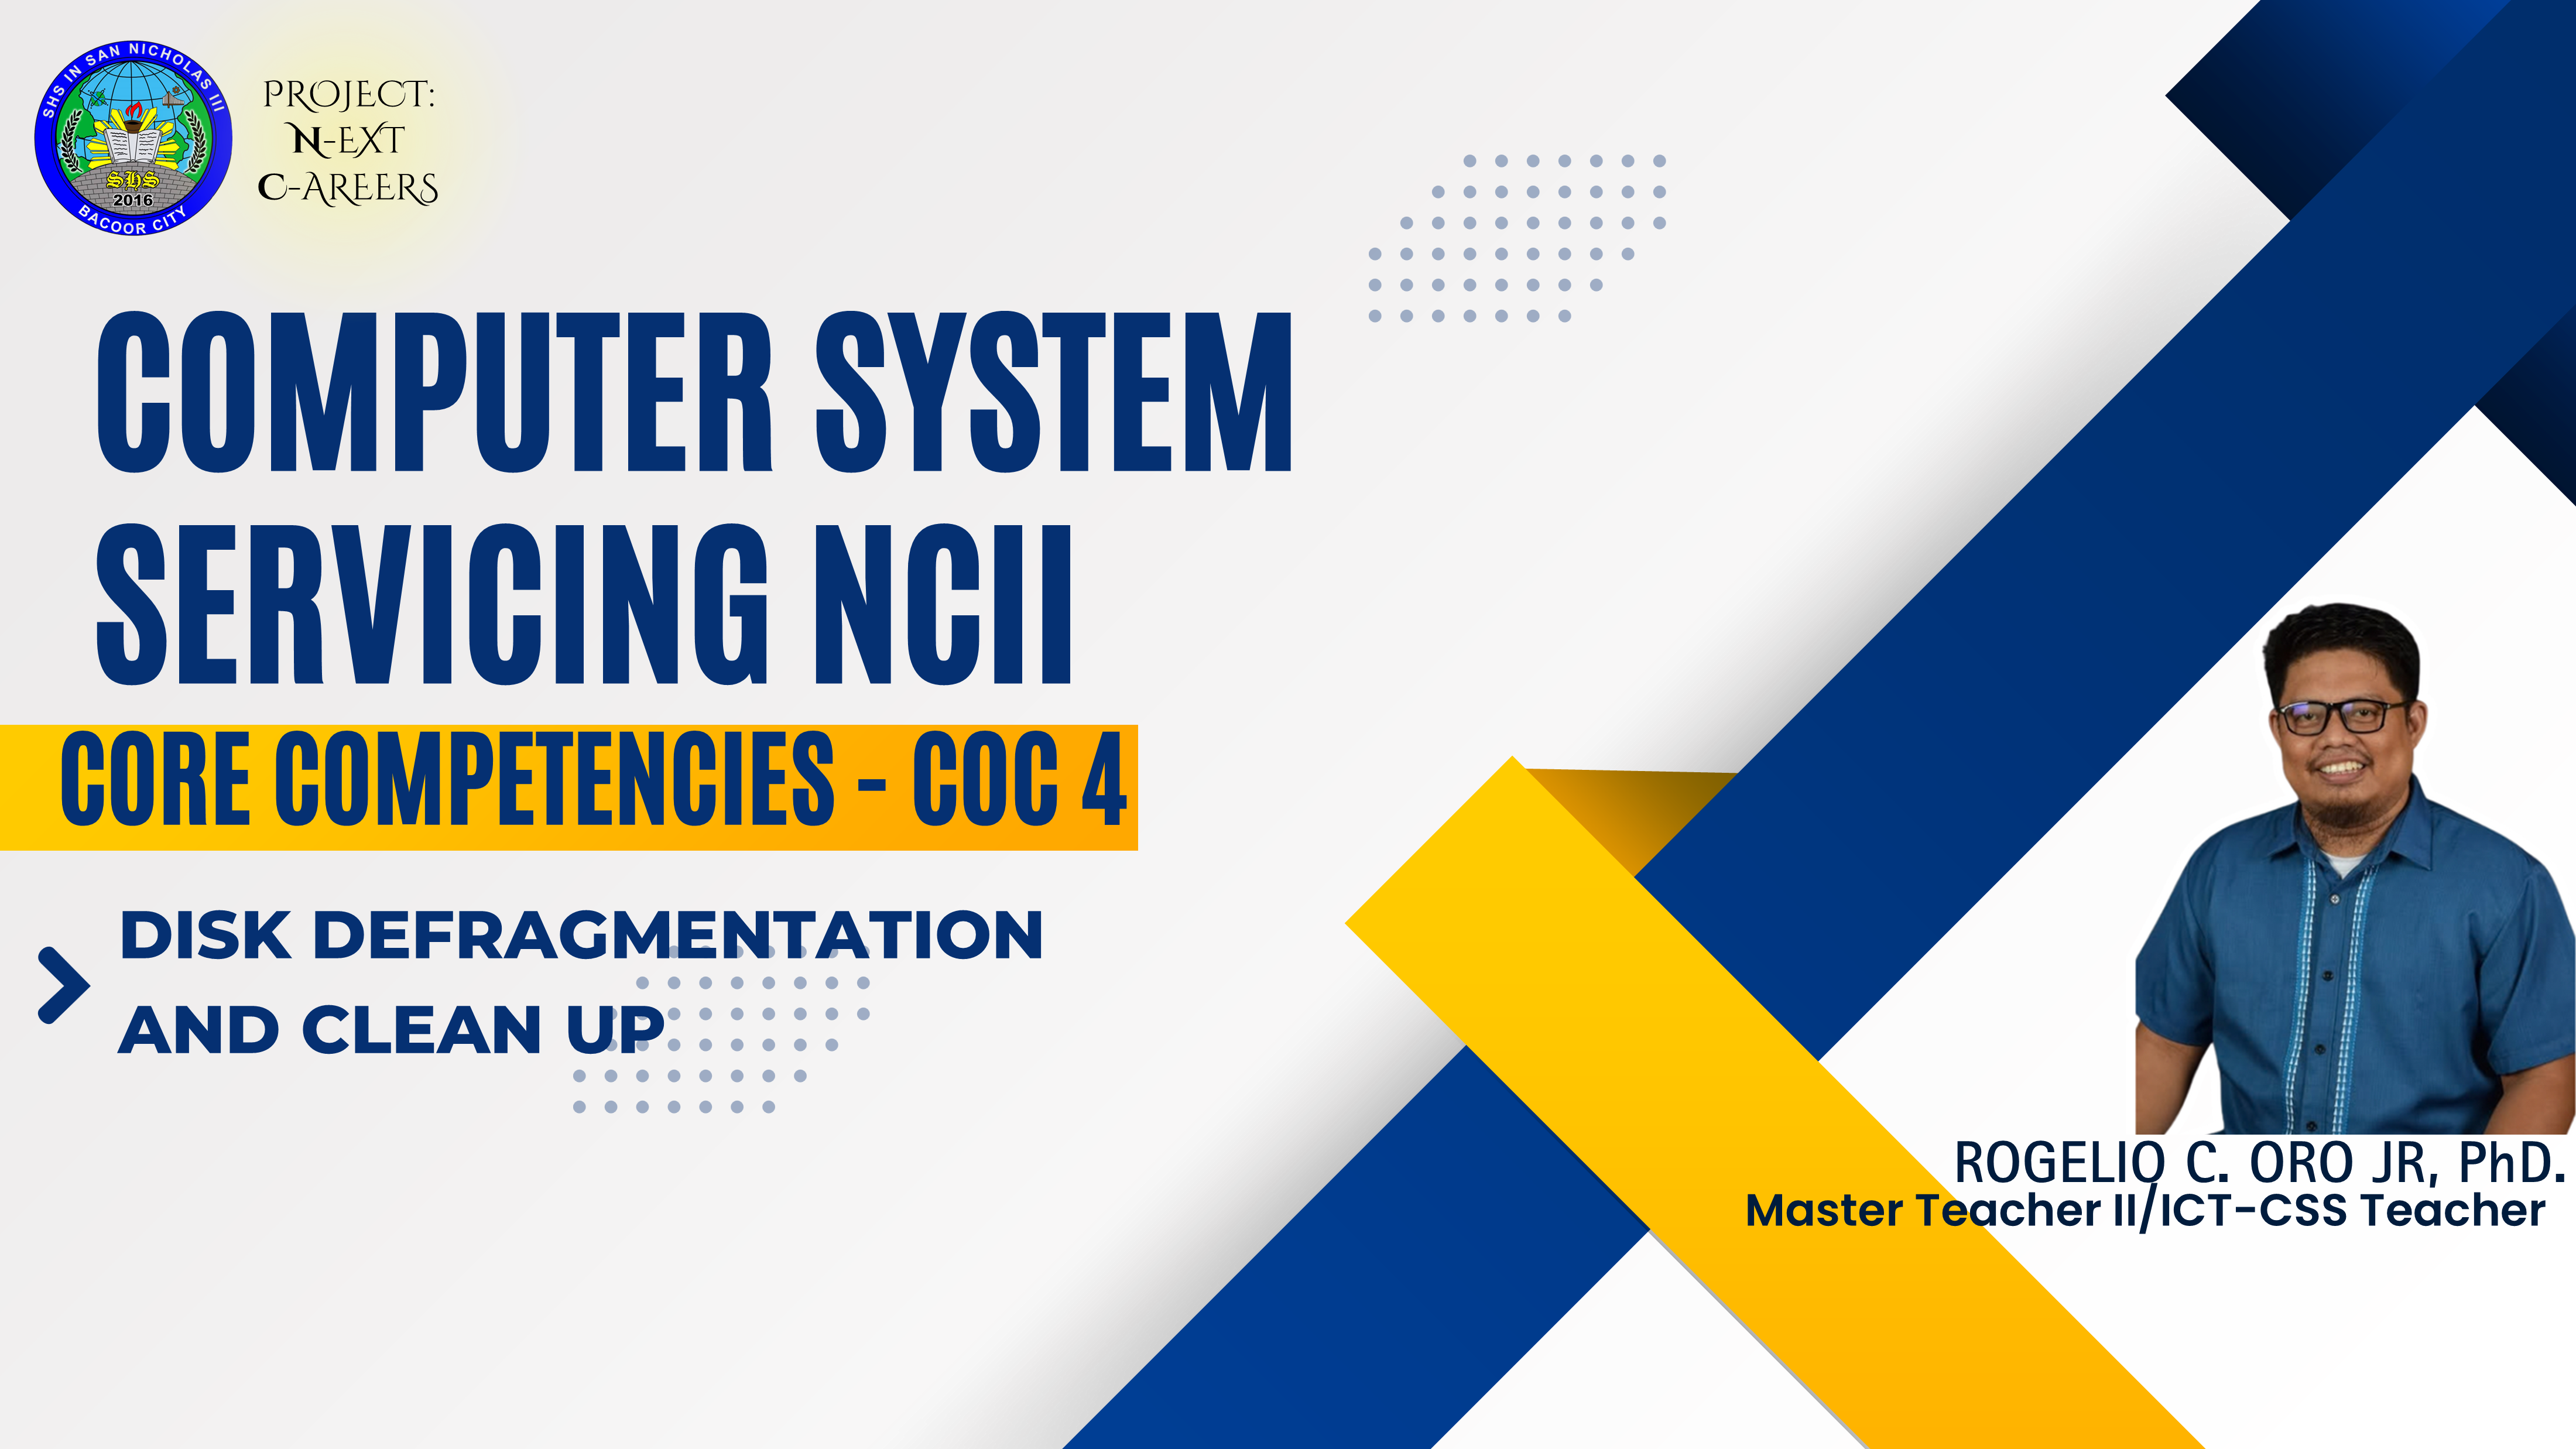 SHS IN SAN NICHOLAS III
SHS
2016
BACOOR CITY
PROJECT:
N-EXT
C-AREERS
COMPUTER SYSTEM
SERVICING NCII
CORE COMPETENCIES - COC 4
DISK DEFRAGMENTATION
AND CLEAN UP
ROGELIO C. ORO JR, PhD.
Master Teacher II/ICT-CSS Teacher